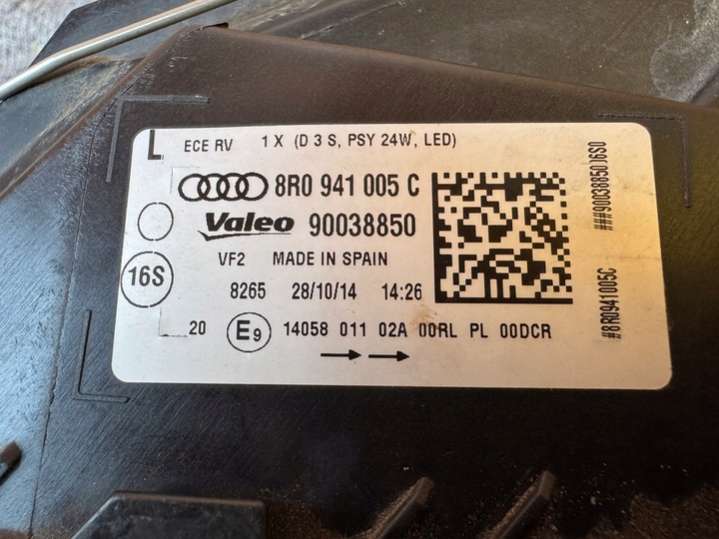 L ECE RV 1 X (D 3 S, PSY 24W, LED)
8R0 941 005 C
Valeo 90038850
VF2 MADE IN SPAIN
16S
8265 28/10/14 14:26
20 E9 14058 011 02A 00RL PL 00DCR
###90038850
#8R0941005C